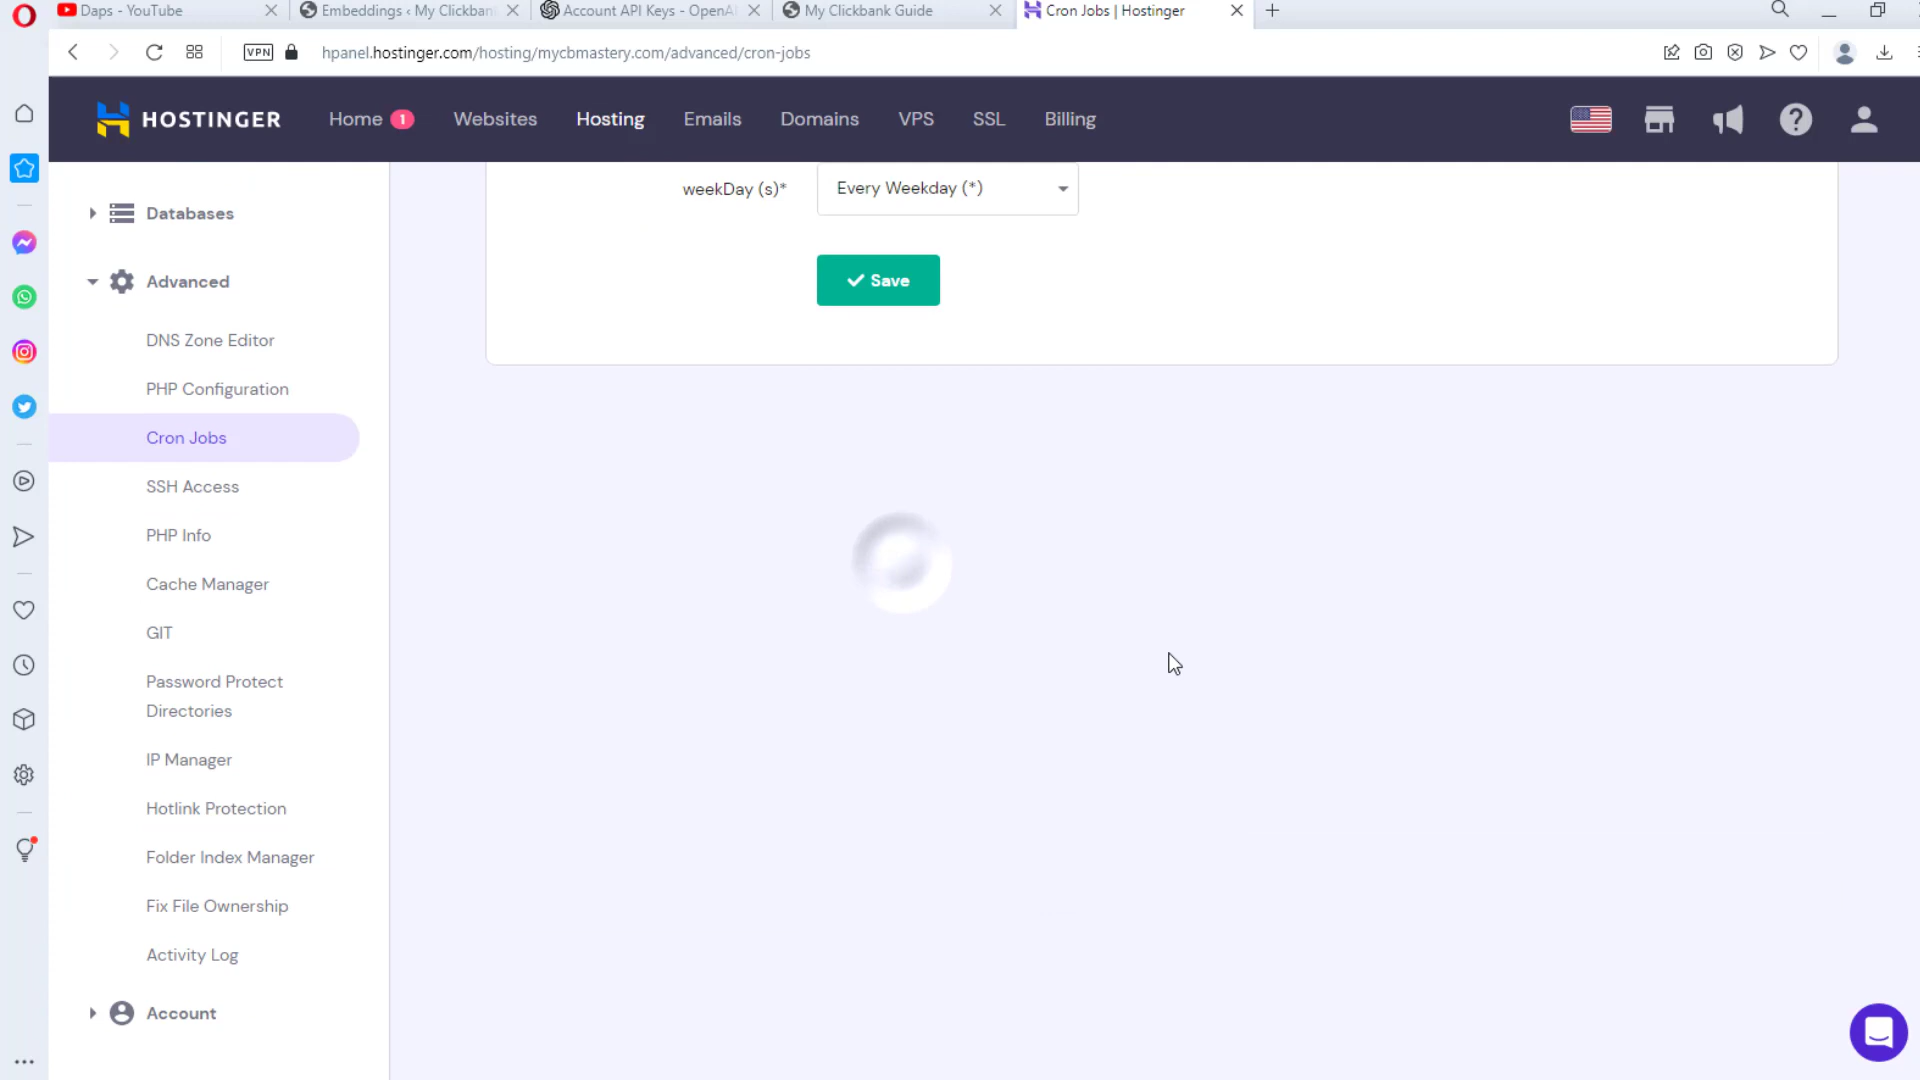 Daps - YouTube
Embeddings ‹ My Clickban
Account API Keys - OpenAI
My Clickbank Guide
Cron Jobs | Hostinger
VPN
hpanel.hostinger.com/hosting/mycbmastery.com/advanced/cron-jobs
HOSTINGER
Home 1
Websites
Hosting
Emails
Domains
VPS
SSL
Billing
weekDay (s)*
Every Weekday (*)
Save
Databases
Advanced
DNS Zone Editor
PHP Configuration
Cron Jobs
SSH Access
PHP Info
Cache Manager
GIT
Password Protect
Directories
IP Manager
Hotlink Protection
Folder Index Manager
Fix File Ownership
Activity Log
Account